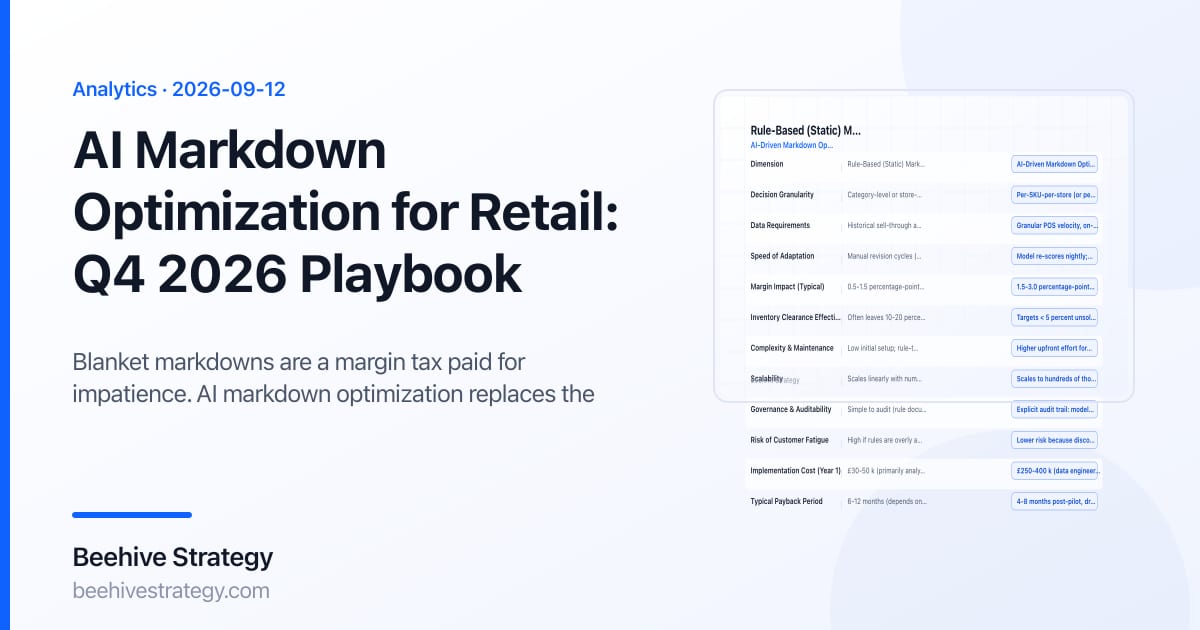 Analytics · 2026-09-12
AI Markdown
Optimization for Retail:
Q4 2026 Playbook
Blanket markdowns are a margin tax paid for
impatience. AI markdown optimization replaces the
Beehive Strategy
beehivestrategy.com
Rule-Based (Static) M...
AI-Driven Markdown Op...
Dimension Rule-Based (Static) Mark... AI-Driven Markdown Opti...
Decision Granularity Category-level or store-... Per-SKU-per-store (or pe...
Data Requirements Historical sell-through a... Granular POS velocity, on-...
Speed of Adaptation Manual revision cycles (... Model re-scores nightly;...
Margin Impact (Typical) 0.5-1.5 percentage-point... 1.5-3.0 percentage-point...
Inventory Clearance Effecti... Often leaves 10-20 perce... Targets < 5 percent unsol...
Complexity & Maintenance Low initial setup; rule-t... Higher upfront effort for...
Scalability Scales linearly with num... Scales to hundreds of tho...
Governance & Auditability Simple to audit (rule docu... Explicit audit trail: model...
Risk of Customer Fatigue High if rules are overly a... Lower risk because disco...
Implementation Cost (Year 1) £30-50 k (primarily analy... £250-400 k (data engineer...
Typical Payback Period 6-12 months (depends on... 4-8 months post-pilot, dr...